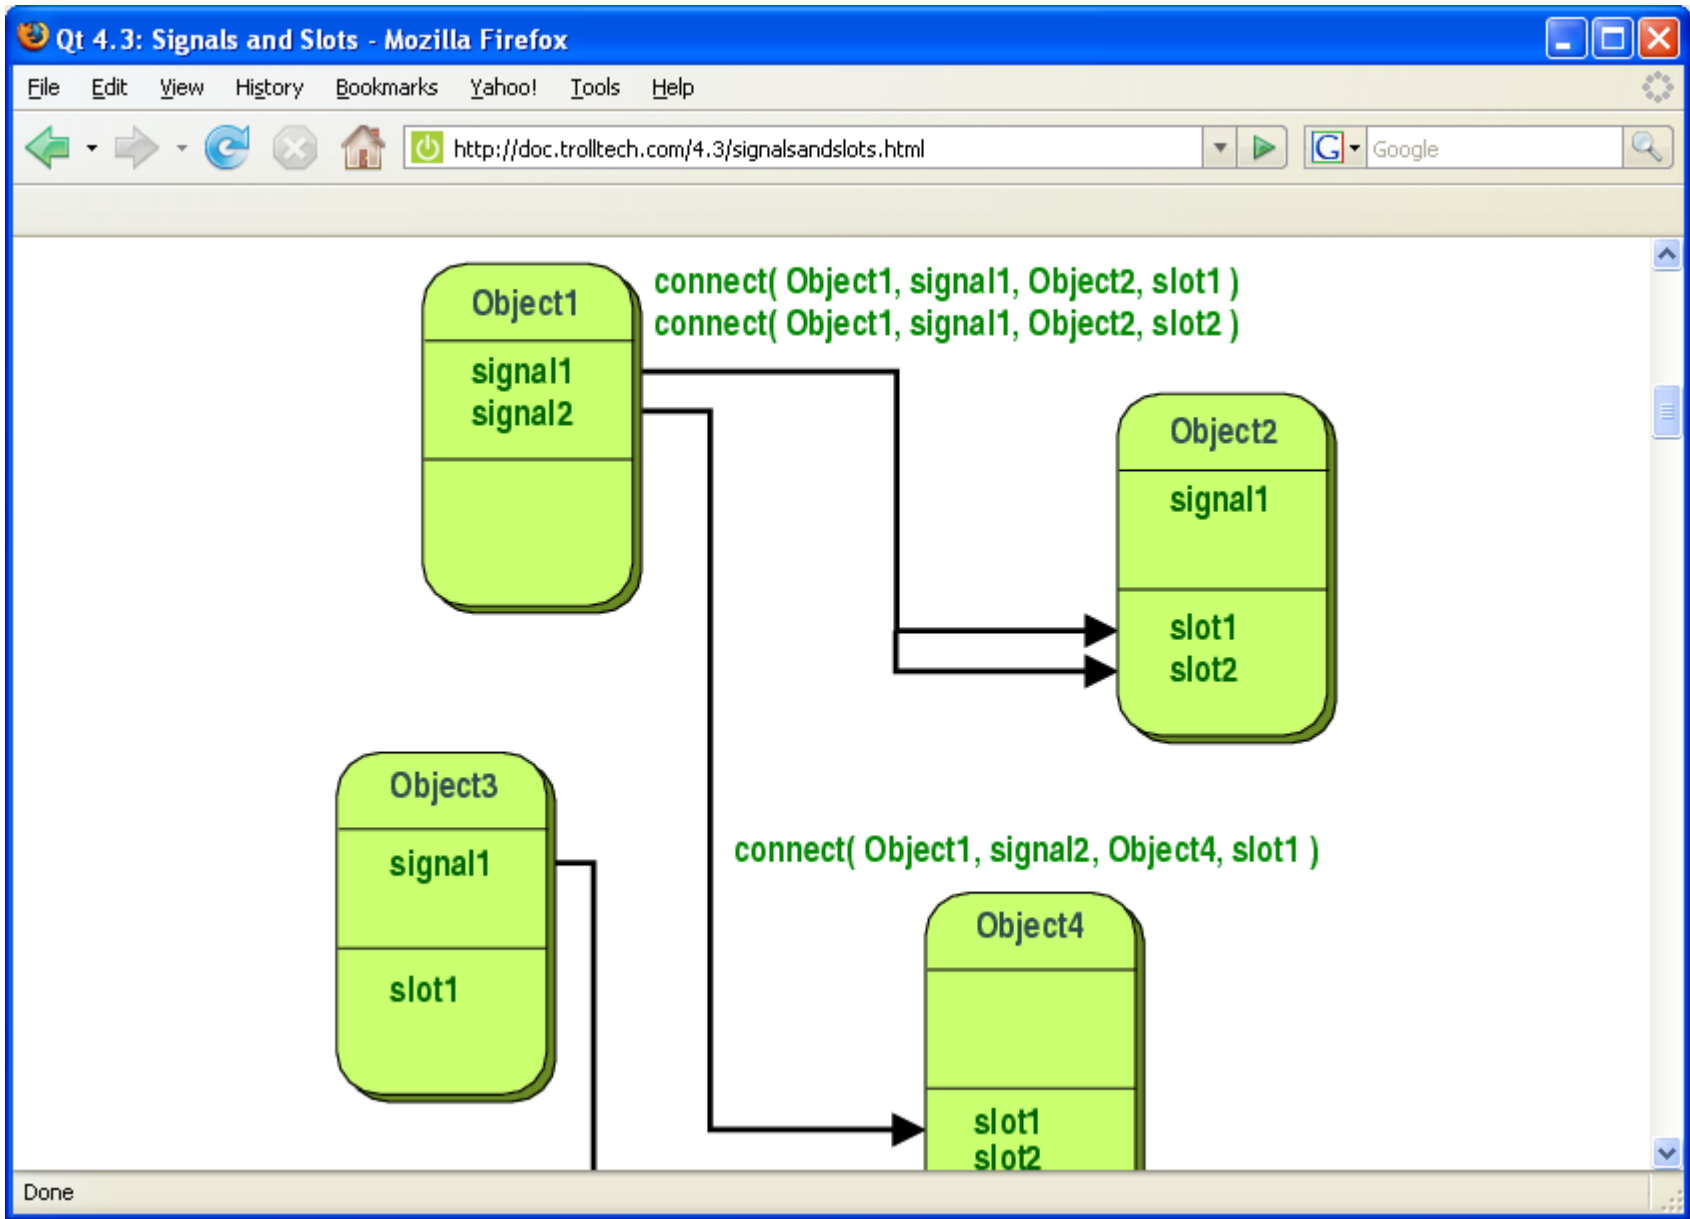 Qt 4.3: Signals and Slots - Mozilla Firefox
File Edit View History Bookmarks Yahoo! Tools Help
http://doc.trolltech.com/4.3/signalsandslots.html
G Google
Object1
signal1
signal2
connect( Object1, signal1, Object2, slot1 )
connect( Object1, signal1, Object2, slot2 )
Object2
signal1
slot1
slot2
Object3
signal1
slot1
connect( Object1, signal2, Object4, slot1 )
Object4
slot1
slot2
Done